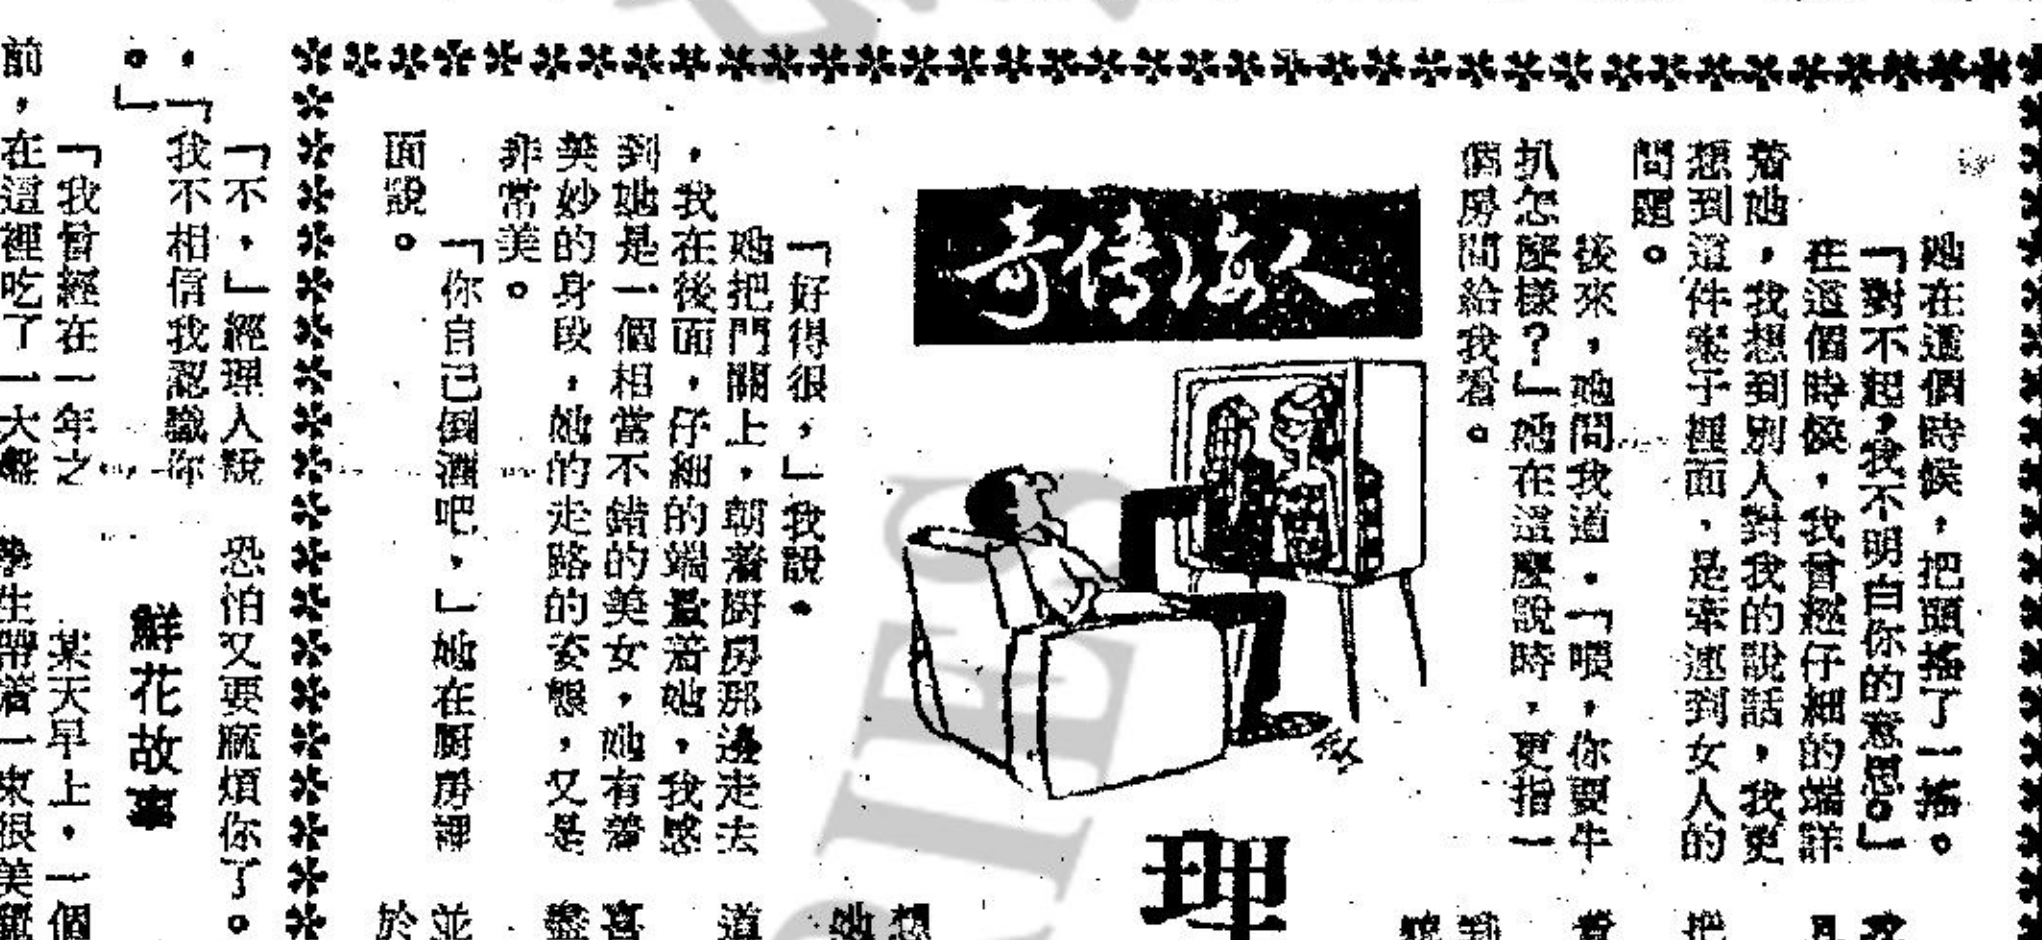 她在這個時候，把頭搖了一搖。
「對不起，我不明白你的意思。」
在這個時候，我曾經仔細的端詳
着她，我想到別人對我的說話，我更
想到這件案子裡面，是牽連到女人的
問題。
後來，她問我道：「喂，你要牛
扒怎麼樣？」她在這麼說時，更指一
個房間給我看。
人海傳奇
理
「好得很，」我說。
她把門關上，朝着厨房那邊走去
，我在後面，仔細的端量着她，我感
到她是一個相當不錯的美女，她有着
美妙的身段，她的走路的姿態，又是
非常美。
「你自己倒酒吧，」她在厨房裡
面說。
想
道
喜
盡
並
於
「不，」經理人說
「我不相信我認識你
。」
「我曾經在一年之
前，在這裡吃了一大盤
恐怕又要麻煩你了。
鮮花故事
某天早上，一個
學生帶着一束很美麗